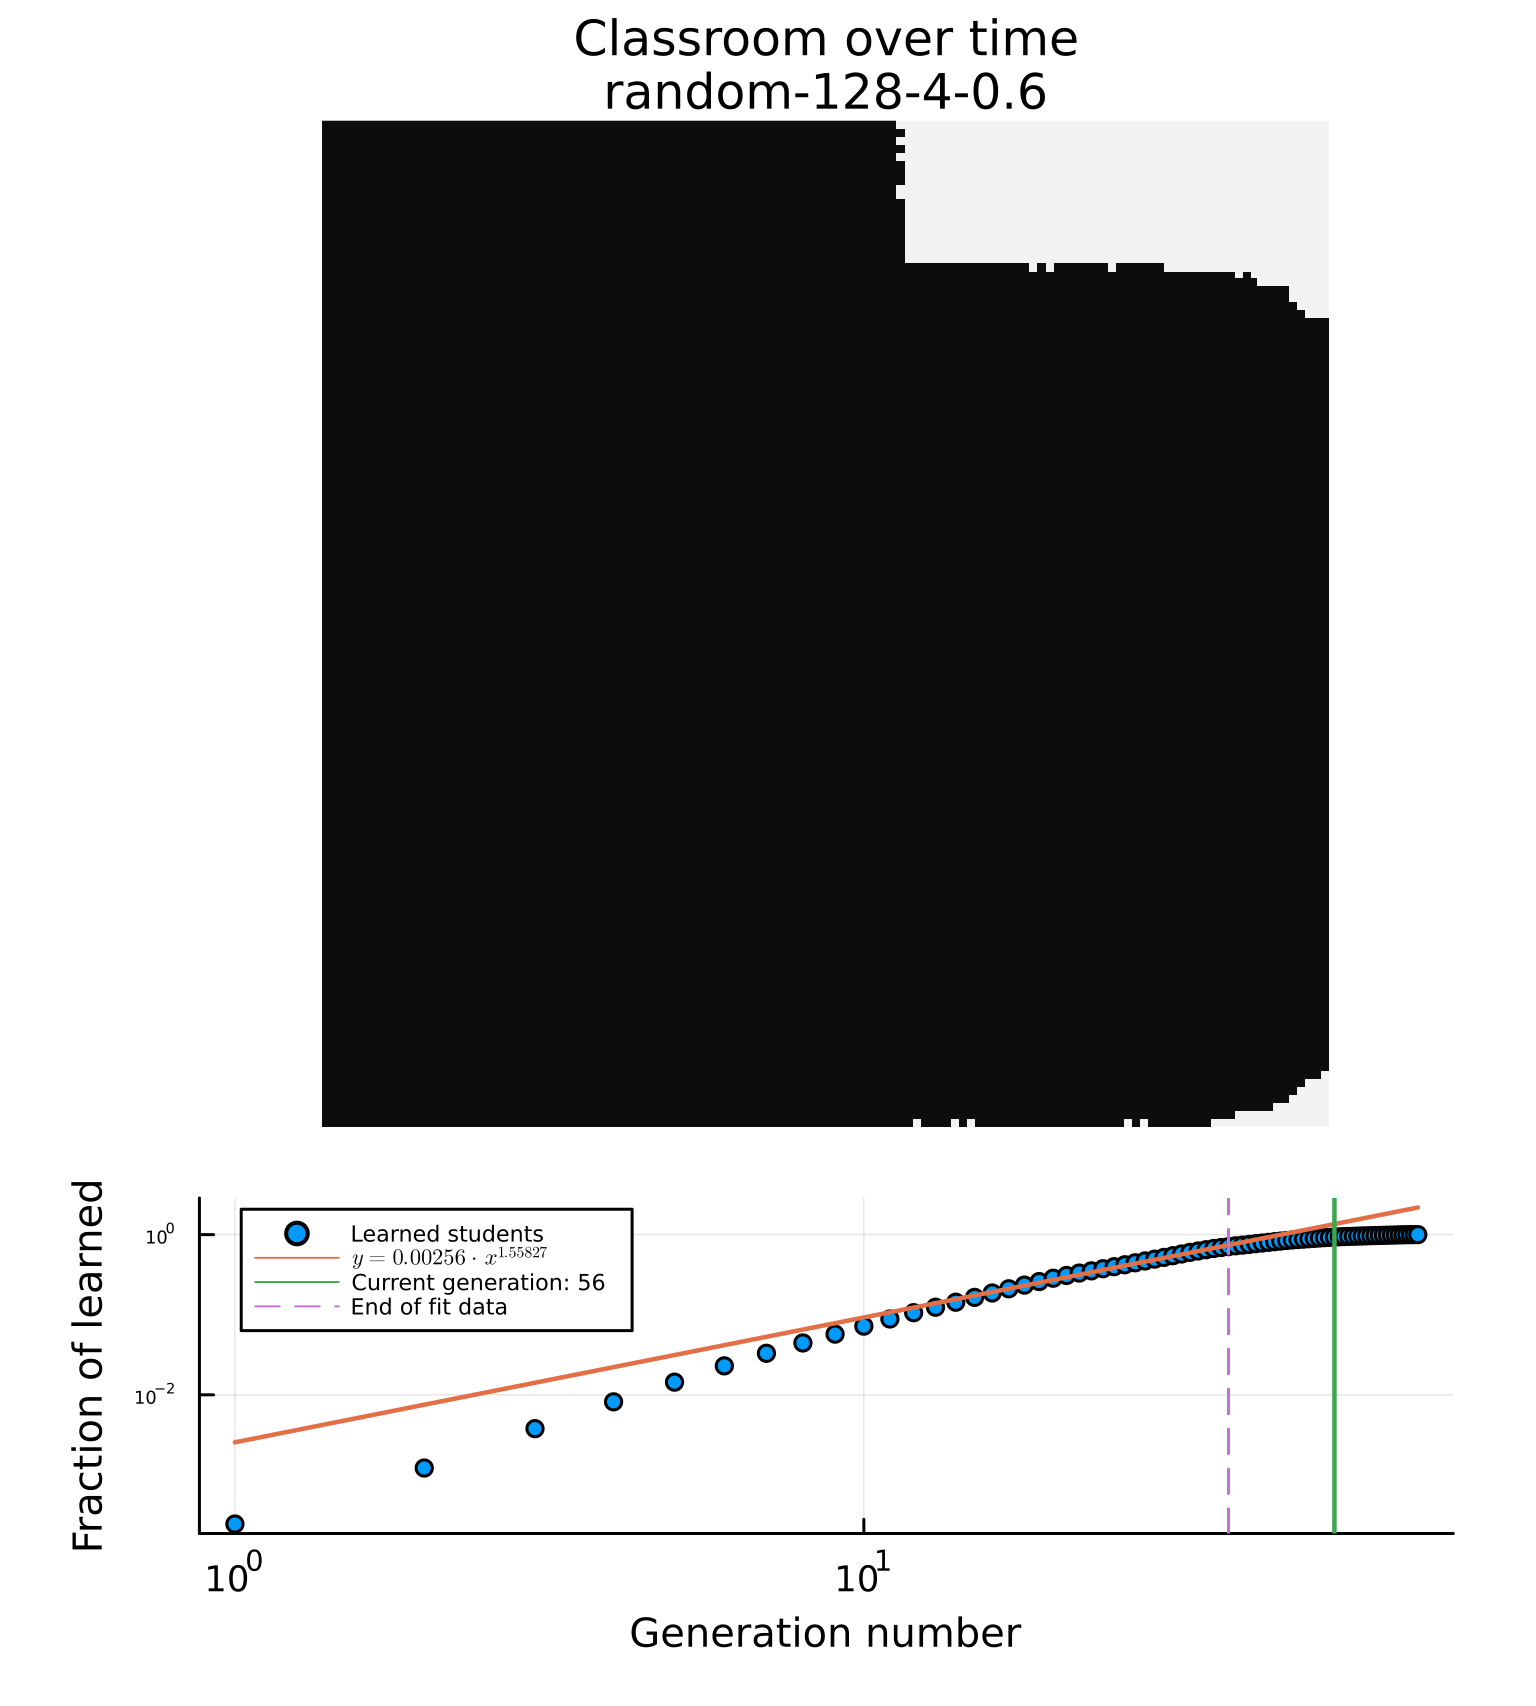 Classroom over time
random-128-4-0.6
Fraction of learned
10^0
10^-2
Learned students
y = 0.00256 · x^1.55827
Current generation: 56
End of fit data
10^0
10^1
Generation number